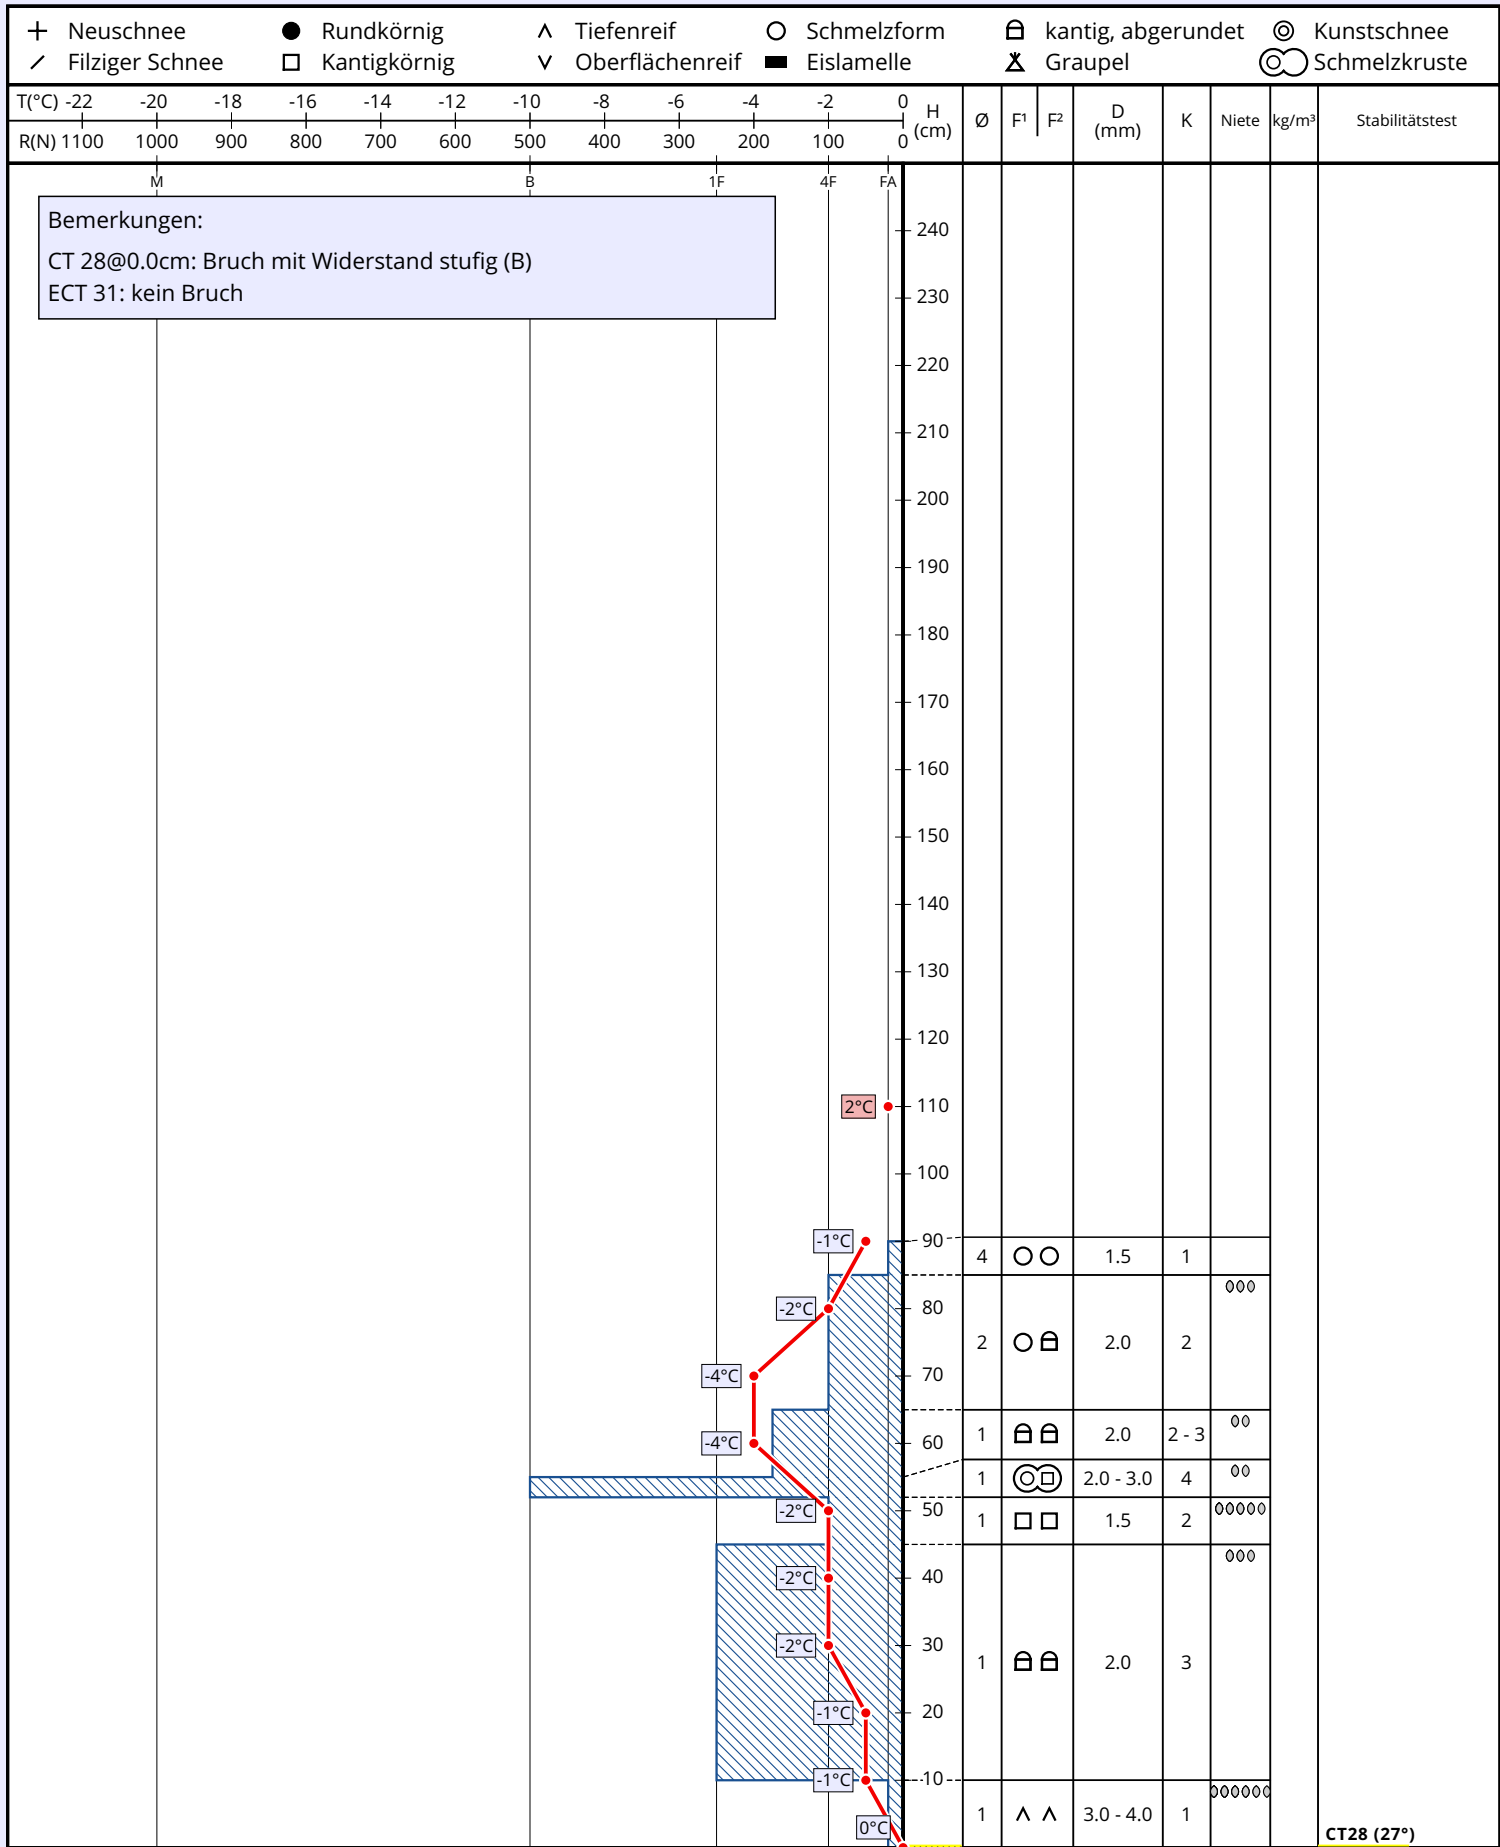 Neuschnee Rundkörnig Tiefenreif Schmelzform kantig, abgerundet Kunstschnee
Filziger Schnee Kantigkörnig Oberflächenreif Eislamelle Graupel Schmelzkruste
T(°C) -22 -20 -18 -16 -14 -12 -10 -8 -6 -4 -2 0
R(N) 1100 1000 900 800 700 600 500 400 300 200 100 0
H (cm) Ø F¹ F² D (mm) K Niete kg/m³ Stabilitätstest
M B 1F 4F FA
Bemerkungen:
CT 28@0.0cm: Bruch mit Widerstand stufig (B)
ECT 31: kein Bruch
240
230
220
210
200
190
180
170
160
150
140
130
120
2°C 110
100
-1°C 90
4 1.5 1
-2°C 80
2 2.0 2
-4°C 70
1 2.0 2 - 3
-4°C 60
1 2.0 - 3.0 4
-2°C 50
1 1.5 2
-2°C 40
-2°C 30
1 2.0 3
-1°C 20
-1°C 10
1 3.0 - 4.0 1
0°C
CT28 (27°)